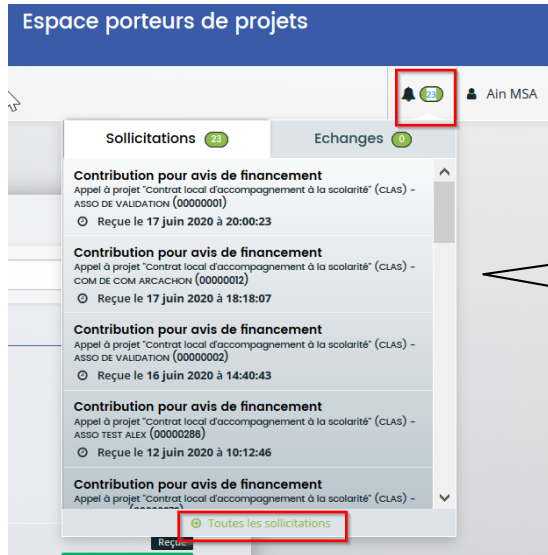 Espace porteurs de projets
23
Ain MSA
Sollicitations 23
Echanges 0
Contribution pour avis de financement
Appel à projet "Contrat local d'accompagnement à la scolarité" (CLAS) -
ASSO DE VALIDATION (00000001)
Reçue le 17 juin 2020 à 20:00:23
Contribution pour avis de financement
Appel à projet "Contrat local d'accompagnement à la scolarité" (CLAS) -
COM DE COM ARCACHON (00000012)
Reçue le 17 juin 2020 à 18:18:07
Contribution pour avis de financement
Appel à projet "Contrat local d'accompagnement à la scolarité" (CLAS) -
ASSO DE VALIDATION (00000002)
Reçue le 16 juin 2020 à 14:40:43
Contribution pour avis de financement
Appel à projet "Contrat local d'accompagnement à la scolarité" (CLAS) -
ASSO TEST ALEX (00000286)
Reçue le 12 juin 2020 à 10:12:46
Contribution pour avis de financement
Appel à projet "Contrat local d'accompagnement à la scolarité" (CLAS) -
Toutes les sollicitations
Reçue